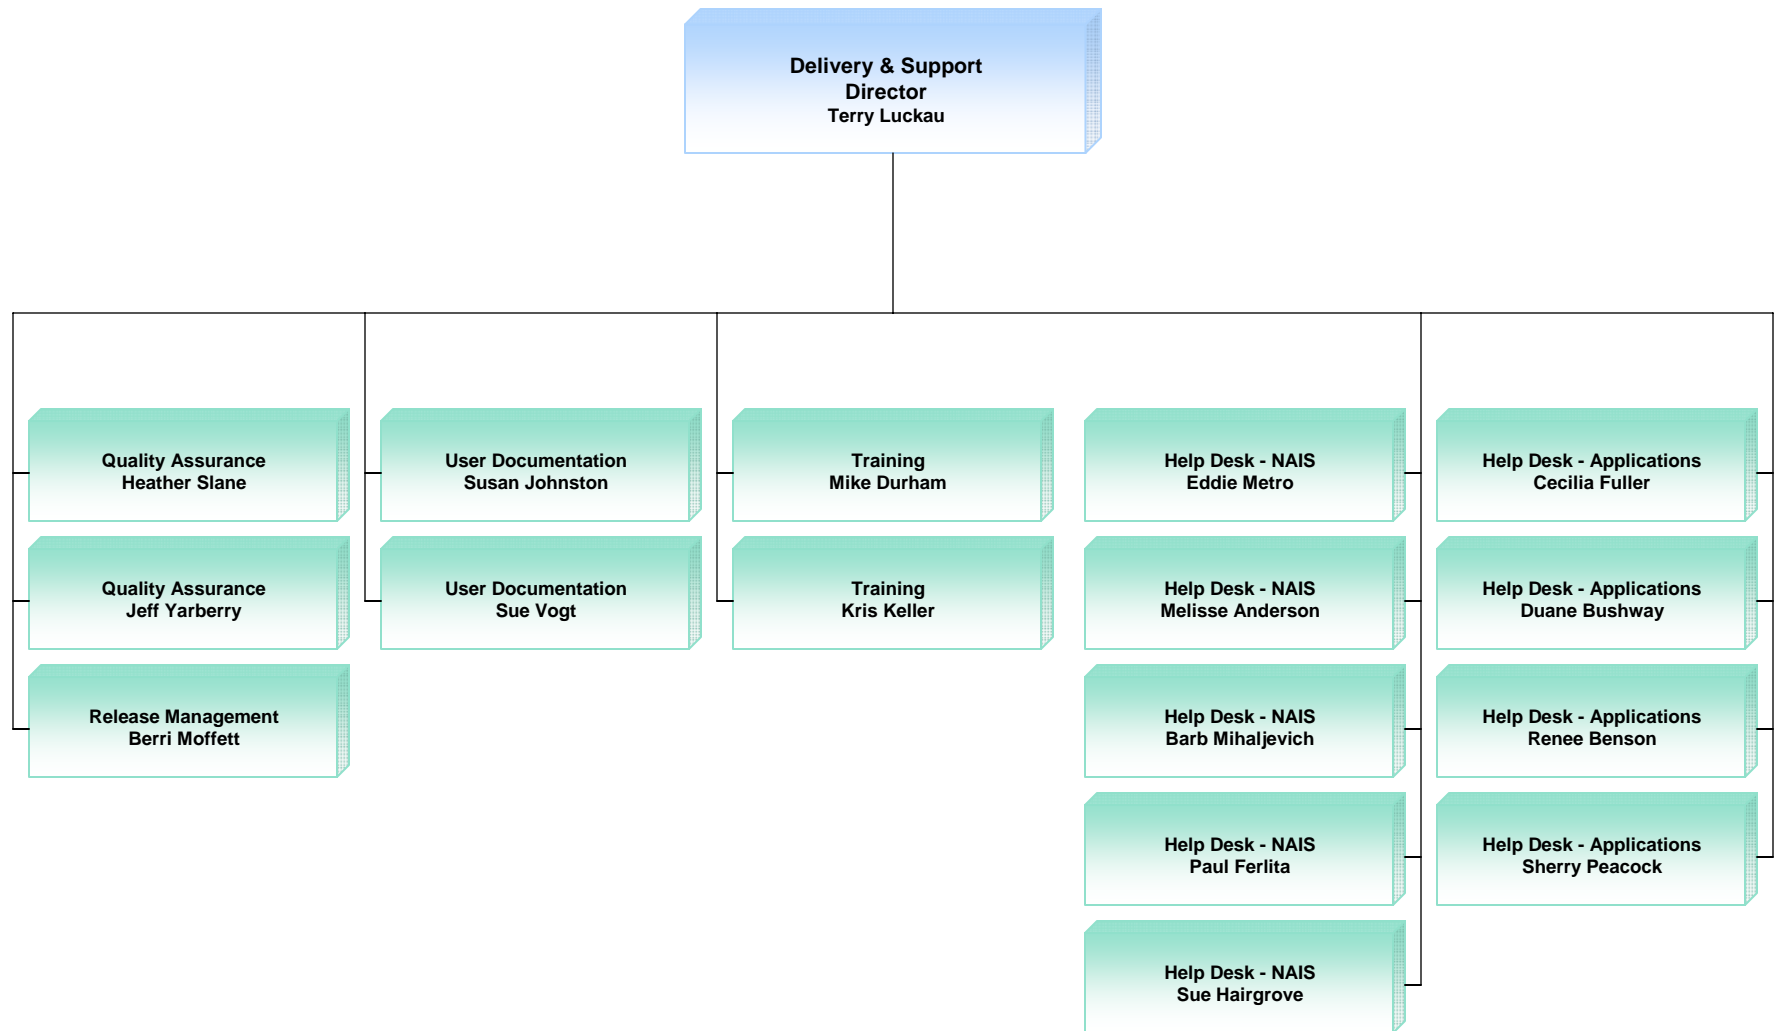 Delivery & Support
Director
Terry Luckau
Quality Assurance
Heather Slane
Quality Assurance
Jeff Yarberry
Release Management
Berri Moffett
User Documentation
Susan Johnston
User Documentation
Sue Vogt
Training
Mike Durham
Training
Kris Keller
Help Desk - NAIS
Eddie Metro
Help Desk - NAIS
Melisse Anderson
Help Desk - NAIS
Barb Mihaljevich
Help Desk - NAIS
Paul Ferlita
Help Desk - NAIS
Sue Hairgrove
Help Desk - Applications
Cecilia Fuller
Help Desk - Applications
Duane Bushway
Help Desk - Applications
Renee Benson
Help Desk - Applications
Sherry Peacock